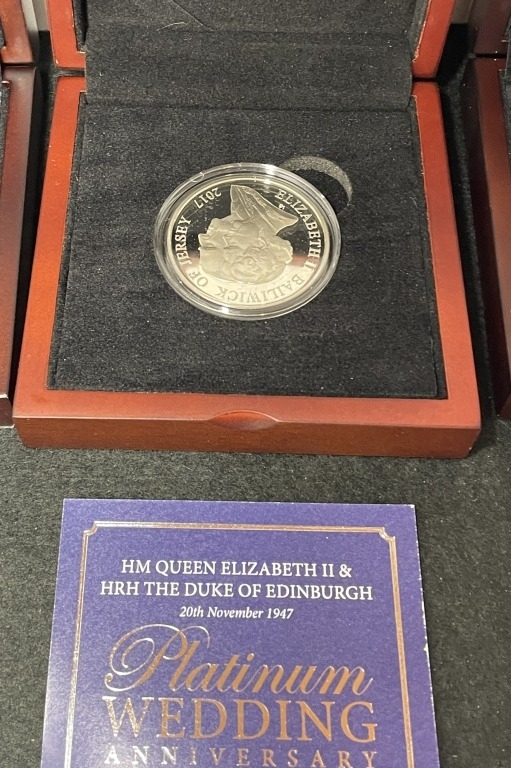 ELIZABETH II BAILIWICK OF JERSEY 2017
HM QUEEN ELIZABETH II &
HRH THE DUKE OF EDINBURGH
20th November 1947
Platinum
WEDDING
ANNIVERSARY